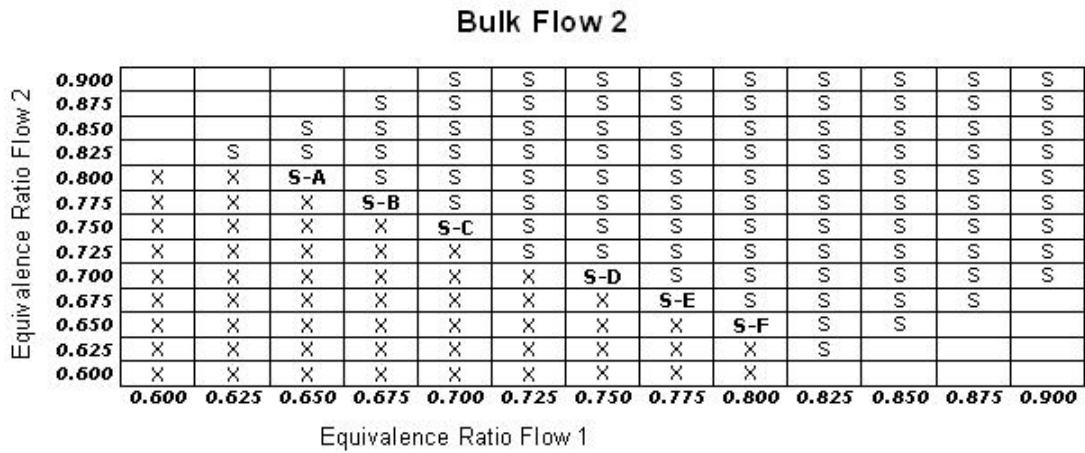 Bulk Flow 2
Equivalence Ratio Flow 2
0.900 S S S S S S S S S
0.875 S S S S S S S S S S
0.850 S S S S S S S S S S S
0.825 S S S S S S S S S S S S
0.800 X X S-A S S S S S S S S S S
0.775 X X X S-B S S S S S S S S S
0.750 X X X X S-C S S S S S S S S
0.725 X X X X X S S S S S S S S
0.700 X X X X X X S-D S S S S S S
0.675 X X X X X X X S-E S S S S
0.650 X X X X X X X X S-F S S
0.625 X X X X X X X X X S
0.600 X X X X X X X X X
0.600 0.625 0.650 0.675 0.700 0.725 0.750 0.775 0.800 0.825 0.850 0.875 0.900
Equivalence Ratio Flow 1